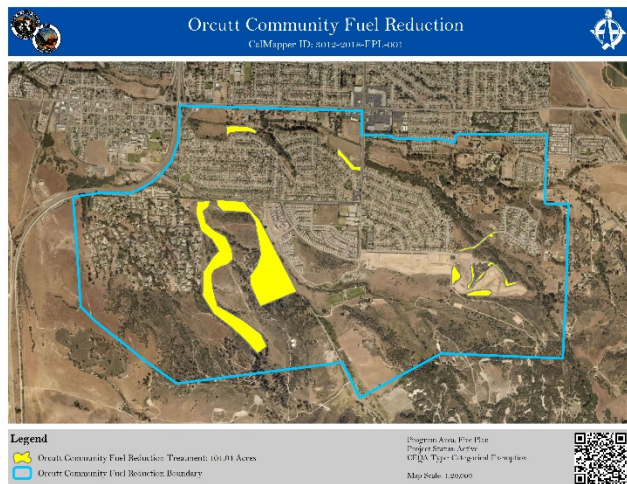 Orcutt Community Fuel Reduction
CalMapper ID: 3012-2018-FPL-001
Legend
Orcutt Community Fuel Reduction Treatment: 101.01 Acres
Orcutt Community Fuel Reduction Boundary
Program Area: Fire Plan
Project Status: Active
CEQA Type: Categorical Exemption
Map Scale: 1:20,000